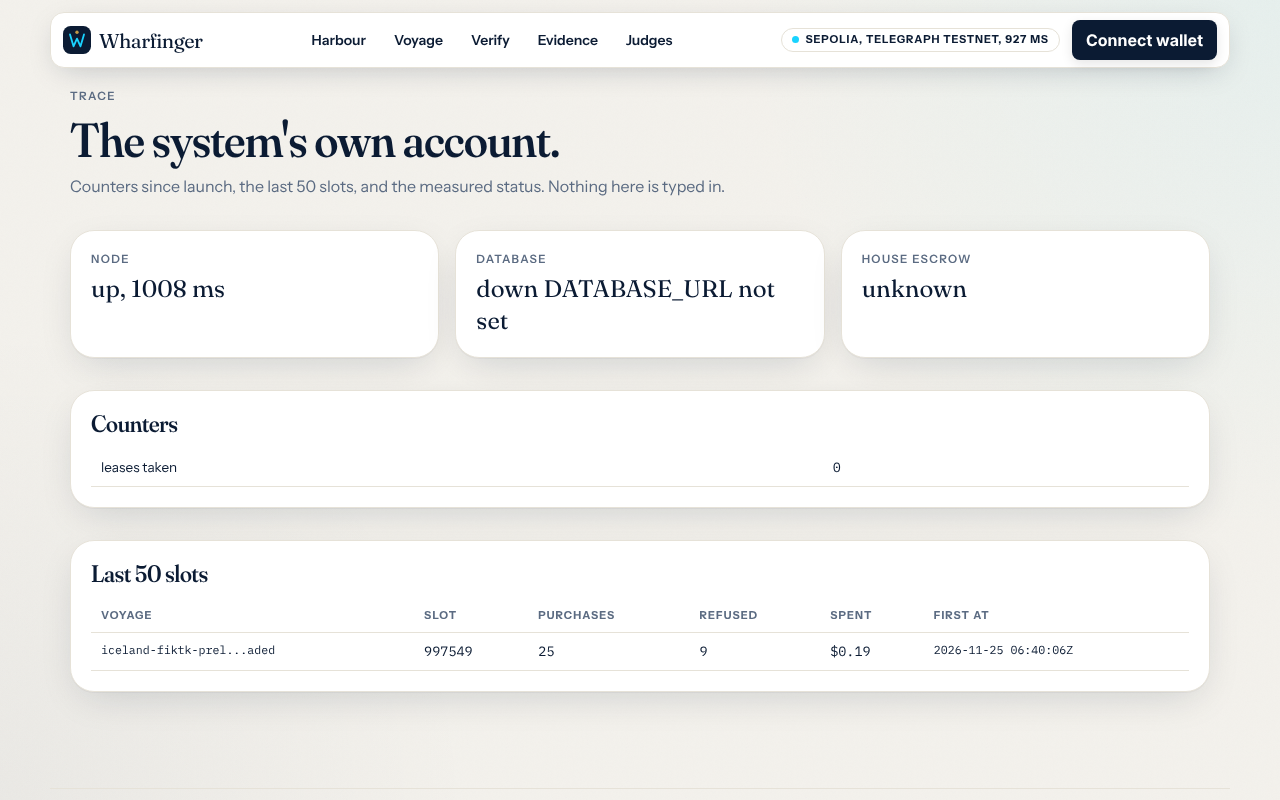 Wharfinger
Harbour
Voyage
Verify
Evidence
Judges
SEPOLIA, TELEGRAPH TESTNET, 927 MS
Connect wallet
TRACE
The system's own account.
Counters since launch, the last 50 slots, and the measured status. Nothing here is typed in.
NODE
up, 1008 ms
DATABASE
down DATABASE_URL not
set
HOUSE ESCROW
unknown
Counters
leases taken 0
Last 50 slots
VOYAGE SLOT PURCHASES REFUSED SPENT FIRST AT
iceland-fiktk-prel...aded 997549 25 9 $0.19 2026-11-25 06:40:06Z